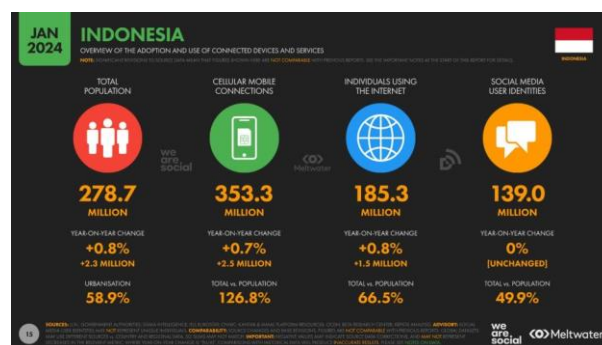 JAN
2024
INDONESIA
OVERVIEW OF THE ADOPTION AND USE OF CONNECTED DEVICES AND SERVICES
INDONESIA
TOTAL
POPULATION
278.7
MILLION
YEAR-ON-YEAR CHANGE
+0.8%
+2.3 MILLION
URBANISATION
58.9%
CELLULAR MOBILE
CONNECTIONS
353.3
MILLION
YEAR-ON-YEAR CHANGE
+0.7%
+2.5 MILLION
TOTAL vs. POPULATION
126.8%
INDIVIDUALS USING
THE INTERNET
185.3
MILLION
YEAR-ON-YEAR CHANGE
+0.8%
+1.5 MILLION
TOTAL vs. POPULATION
66.5%
SOCIAL MEDIA
USER IDENTITIES
139.0
MILLION
YEAR-ON-YEAR CHANGE
0%
[UNCHANGED]
TOTAL vs. POPULATION
49.9%
we
are.
social
Meltwater
15
we
are.
social
Meltwater